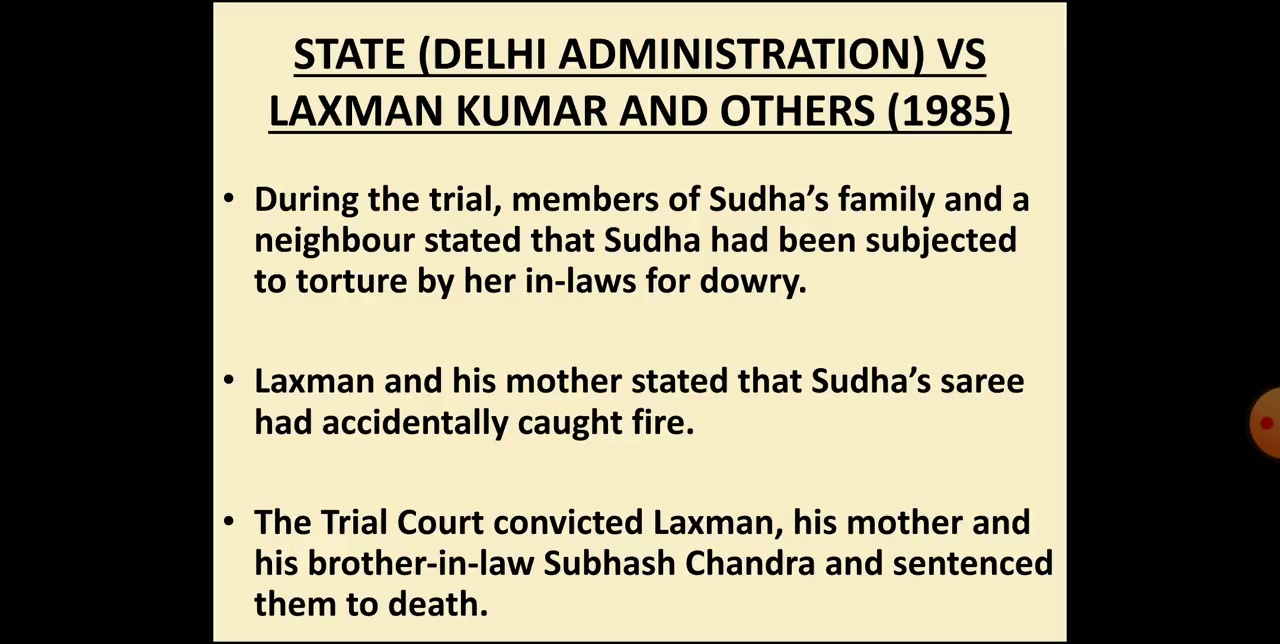 STATE (DELHI ADMINISTRATION) VS
LAXMAN KUMAR AND OTHERS (1985)
• During the trial, members of Sudha's family and a
neighbour stated that Sudha had been subjected
to torture by her in-laws for dowry.
• Laxman and his mother stated that Sudha's saree
had accidentally caught fire.
• The Trial Court convicted Laxman, his mother and
his brother-in-law Subhash Chandra and sentenced
them to death.